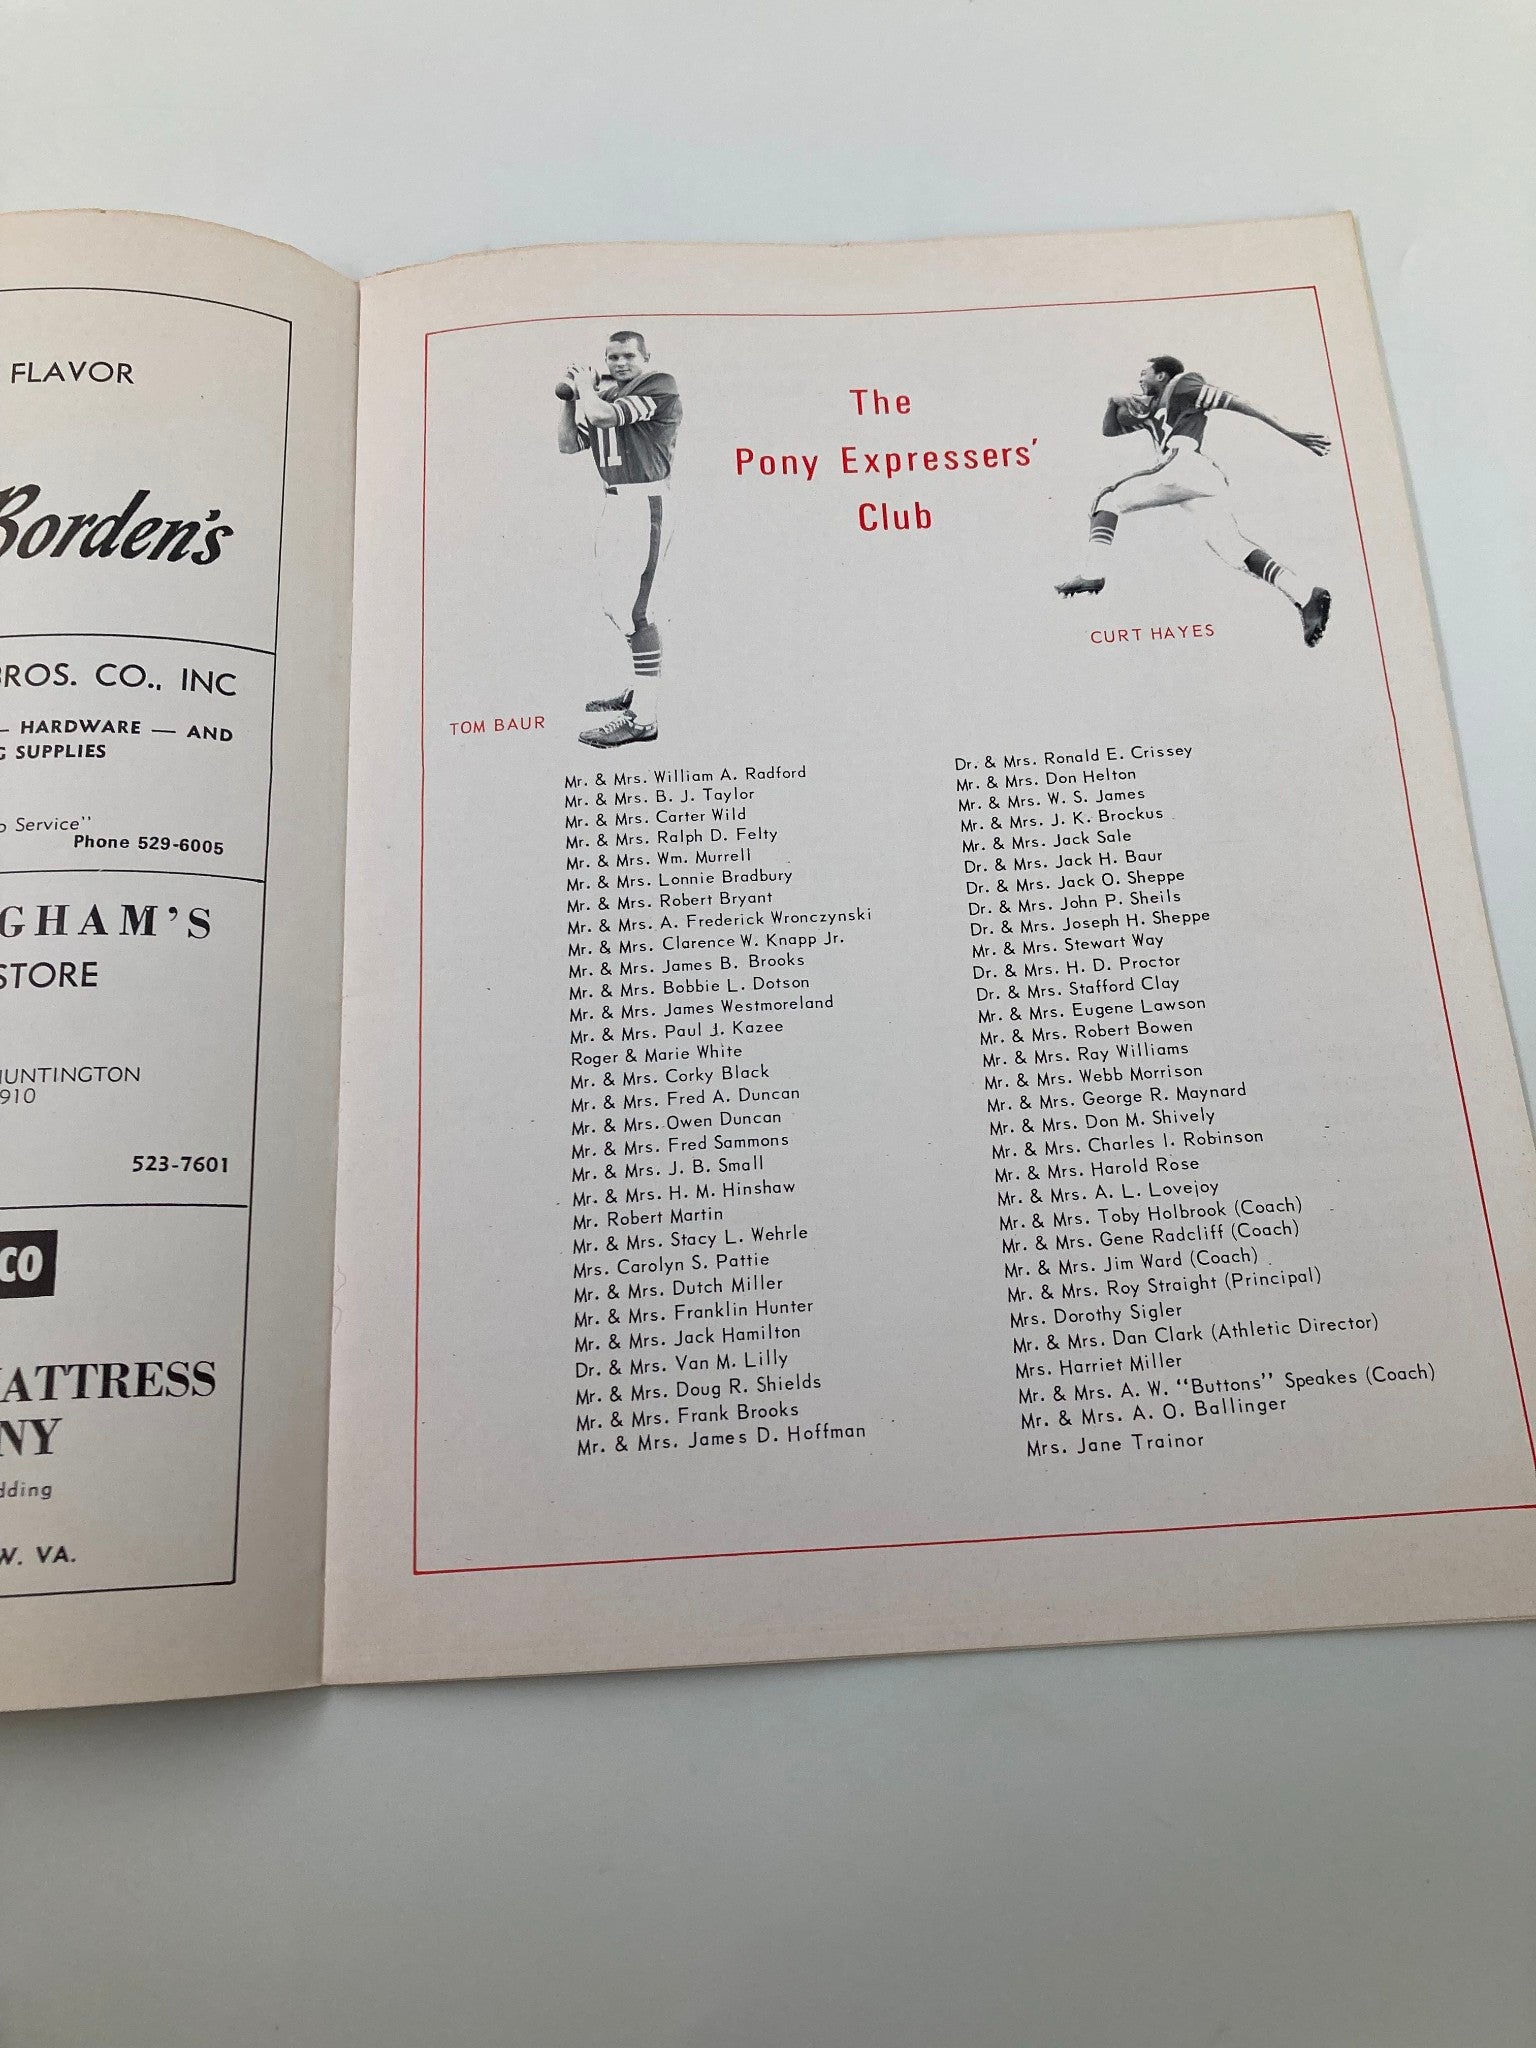 FLAVOR
Borden's
BROS. CO., INC
— HARDWARE — AND
SUPPLIES
Service"
Phone 529-6005
GHAM'S
STORE
HUNTINGTON
910
523-7601
CO
MATTRESS
NY
W. VA.
The
Pony Expressers'
Club
11
TOM BAUR
CURT HAYES
Mr. & Mrs. William A. Radford
Mr. & Mrs. B. J. Taylor
Mr. & Mrs. Carter Wild
Mr. & Mrs. Ralph D. Felty
Mr. & Mrs. Wm. Murrell
Mr. & Mrs. Lonnie Bradbury
Mr. & Mrs. Robert Bryant
Mr. & Mrs. A. Frederick Wronczynski
Mr. & Mrs. Clarence W. Knapp Jr.
Mr. & Mrs. James B. Brooks
Mr. & Mrs. Bobbie L. Dotson
Mr. & Mrs. James Westmoreland
Mr. & Mrs. Paul J. Kazee
Roger & Marie White
Mr. & Mrs. Corky Black
Mr. & Mrs. Fred A. Duncan
Mr. & Mrs. Owen Duncan
Mr. & Mrs. Fred Sammons
Mr. & Mrs. J. B. Small
Mr. & Mrs. H. M. Hinshaw
Mr. Robert Martin
Mr. & Mrs. Stacy L. Wehrle
Mrs. Carolyn S. Pattie
Mr. & Mrs. Dutch Miller
Mr. & Mrs. Franklin Hunter
Mr. & Mrs. Jack Hamilton
Dr. & Mrs. Van M. Lilly
Mr. & Mrs. Doug R. Shields
Mr. & Mrs. Frank Brooks
Mr. & Mrs. James D. Hoffman
Dr. & Mrs. Ronald E. Crissey
Mr. & Mrs. Don Helton
Mr. & Mrs. W. S. James
Mr. & Mrs. J. K. Brockus
Mr. & Mrs. Jack Sale
Dr. & Mrs. Jack H. Baur
Dr. & Mrs. Jack O. Sheppe
Dr. & Mrs. John P. Sheils
Dr. & Mrs. Joseph H. Sheppe
Mr. & Mrs. Stewart Way
Dr. & Mrs. H. D. Proctor
Dr. & Mrs. Stafford Clay
Mr. & Mrs. Eugene Lawson
Mr. & Mrs. Robert Bowen
Mr. & Mrs. Ray Williams
Mr. & Mrs. Webb Morrison
Mr. & Mrs. George R. Maynard
Mr. & Mrs. Don M. Shively
Mr. & Mrs. Charles I. Robinson
Mr. & Mrs. Harold Rose
Mr. & Mrs. A. L. Lovejoy
Mr. & Mrs. Toby Holbrook (Coach)
Mr. & Mrs. Gene Radcliff (Coach)
Mr. & Mrs. Jim Ward (Coach)
Mr. & Mrs. Roy Straight (Principal)
Mrs. Dorothy Sigler
Mr. & Mrs. Dan Clark (Athletic Director)
Mrs. Harriet Miller
Mr. & Mrs. A. W. "Buttons" Speakes (Coach)
Mr. & Mrs. A. O. Ballinger
Mrs. Jane Trainor